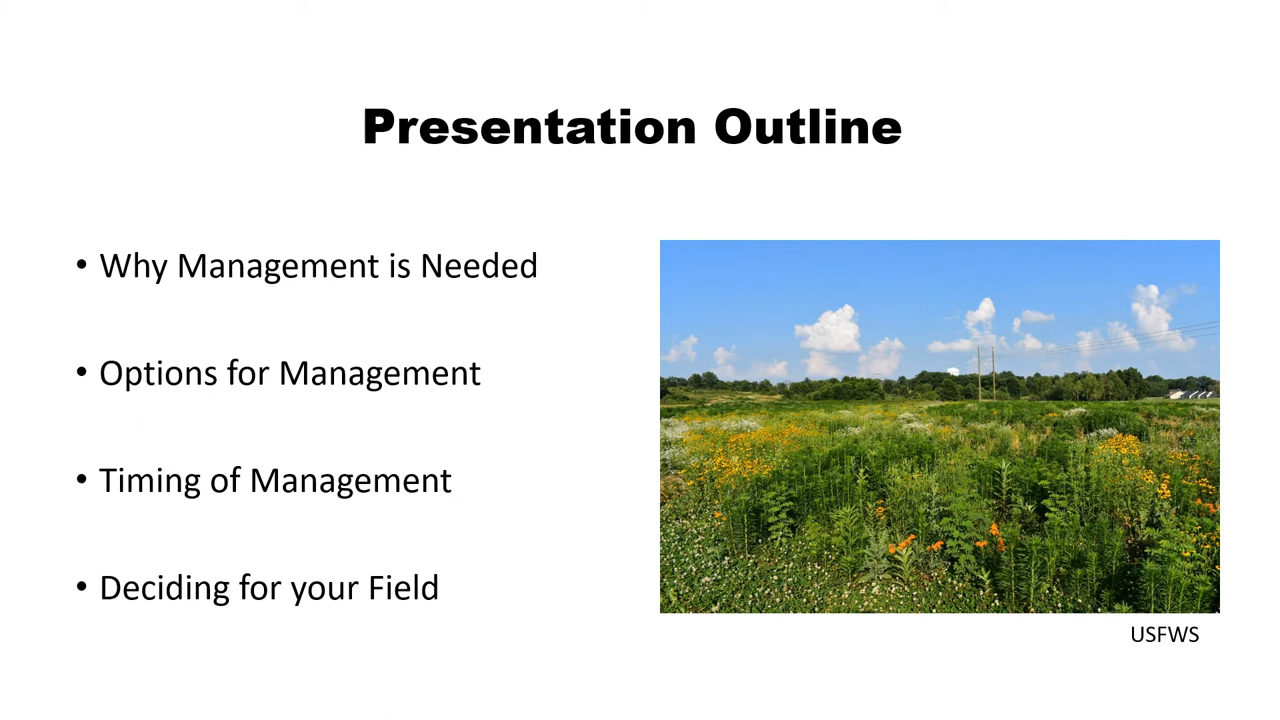 Presentation Outline
• Why Management is Needed
• Options for Management
• Timing of Management
• Deciding for your Field
USFWS